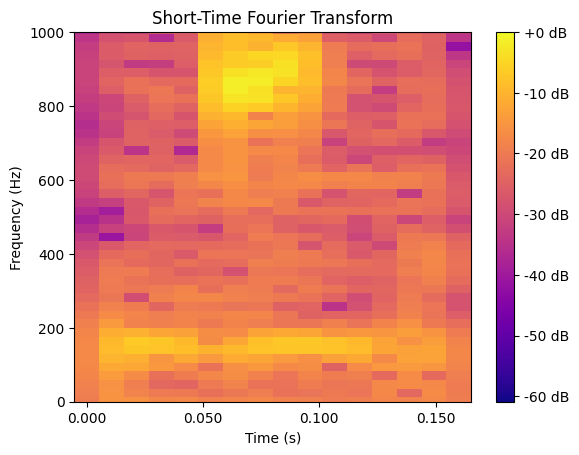 Short-Time Fourier Transform
Frequency (Hz)
1000
800
600
400
200
0
0.000
0.050
0.100
0.150
Time (s)
+0 dB
-10 dB
-20 dB
-30 dB
-40 dB
-50 dB
-60 dB